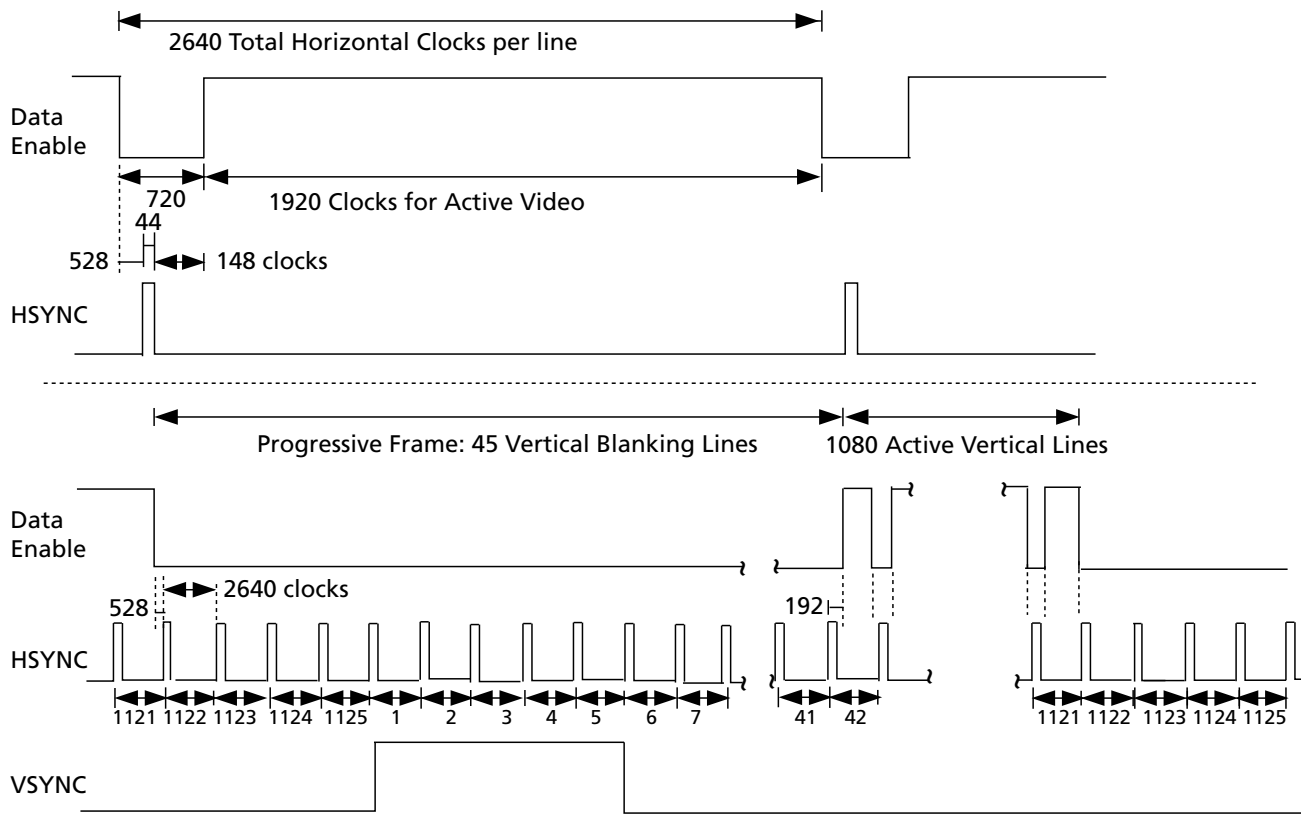 2640 Total Horizontal Clocks per line
Data
Enable
720
1920 Clocks for Active Video
44
528
148 clocks
HSYNC
Progressive Frame: 45 Vertical Blanking Lines
1080 Active Vertical Lines
Data
Enable
2640 clocks
528
192
HSYNC
1121 1122 1123 1124 1125 1 2 3 4 5 6 7 41 42 1121 1122 1123 1124 1125
VSYNC